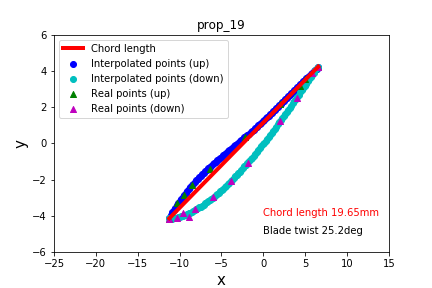 prop_19
Chord length
Interpolated points (up)
Interpolated points (down)
Real points (up)
Real points (down)
6
4
2
0
−2
−4
−6
y
Chord length 19.65mm
Blade twist 25.2deg
−25 −20 −15 −10 −5 0 5 10 15
x